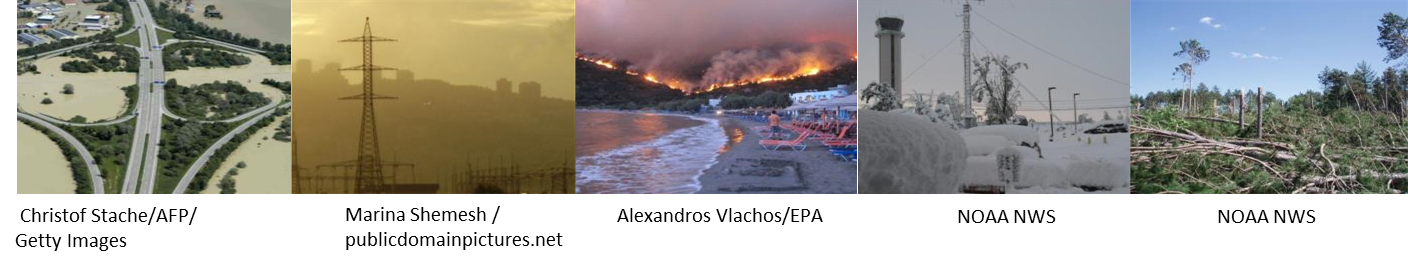 Christof Stache/AFP/
Getty Images
Marina Shemesh /
publicdomainpictures.net
Alexandros Vlachos/EPA
NOAA NWS
NOAA NWS